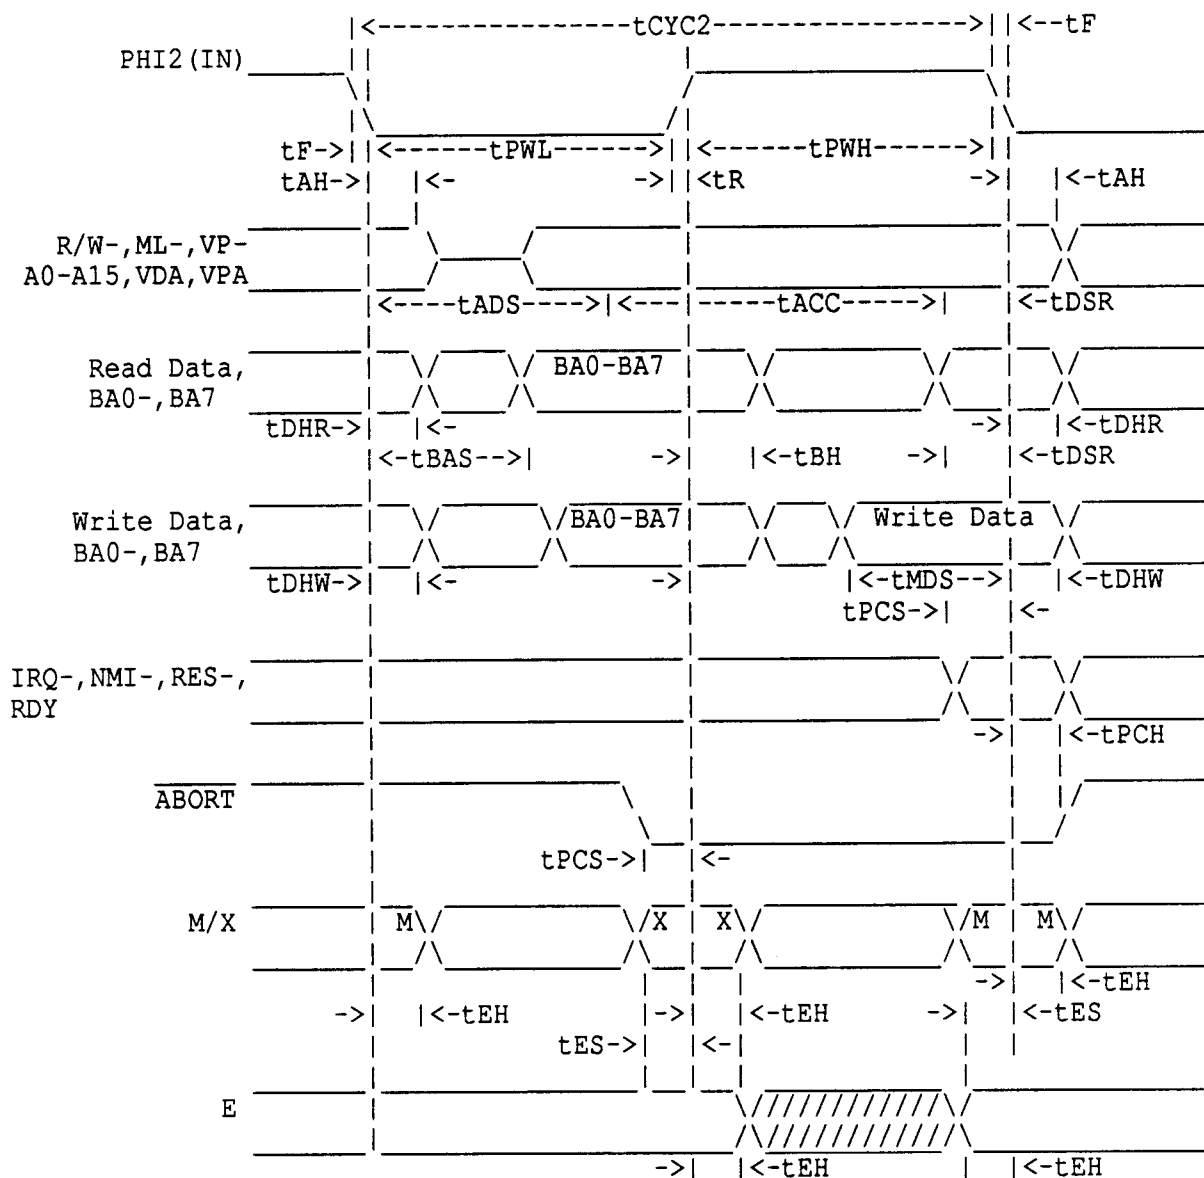 |<-------------tCYC2------------->| |<--tF
PHI2(IN)
tF->| |<------tPWL------>| |<------tPWH------>|
tAH->| |<- ->| |<tR ->| |<-tAH
R/W-,ML-,VP-
A0-A15,VDA,VPA
|<----tADS---->|<---|-----tACC----->| |<-tDSR
Read Data, BA0-BA7
BA0-,BA7
tDHR->| |<- ->| |<-tDHR
|<-tBAS-->| ->| |<-tBH ->| |<-tDSR
Write Data, BA0-BA7 Write Data
BA0-,BA7
tDHW->| |<- ->| |<-tMDS-->| |<-tDHW
tPCS->| |<-
IRQ-,NMI-,RES-,
RDY
->| |<-tPCH
ABORT
tPCS->| |<-
M/X M X X M M
->| |<-tEH
->| |<-tEH ->| |<-tEH ->| |<-tES
tES->| |<-
E ////////////
////////////
->| |<-tEH | |<-tEH